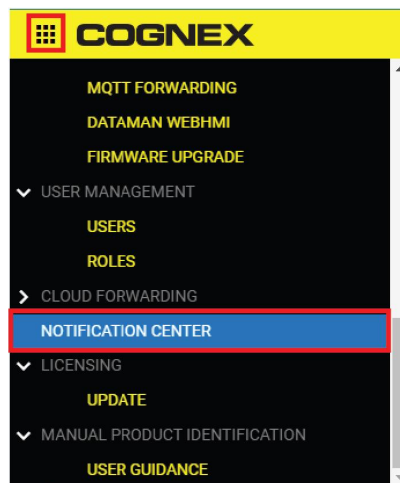 COGNEX
MQTT FORWARDING
DATAMAN WEBHMI
FIRMWARE UPGRADE
USER MANAGEMENT
USERS
ROLES
CLOUD FORWARDING
NOTIFICATION CENTER
LICENSING
UPDATE
MANUAL PRODUCT IDENTIFICATION
USER GUIDANCE